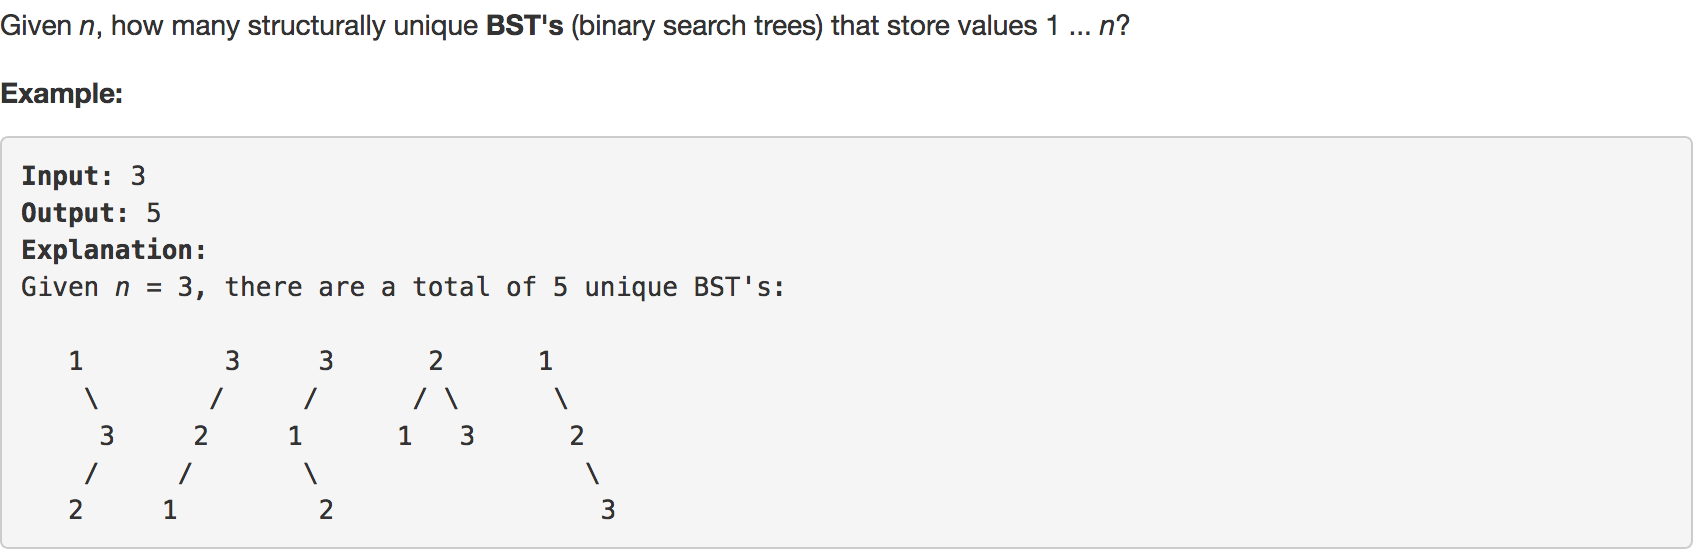 Given n, how many structurally unique BST's (binary search trees) that store values 1 ... n?
Example:
Input: 3
Output: 5
Explanation:
Given n = 3, there are a total of 5 unique BST's:
   1         3     3      2      1
    \       /     /      / \      \
     3     2     1      1   3      2
    /     /       \                 \
   2     1         2                 3